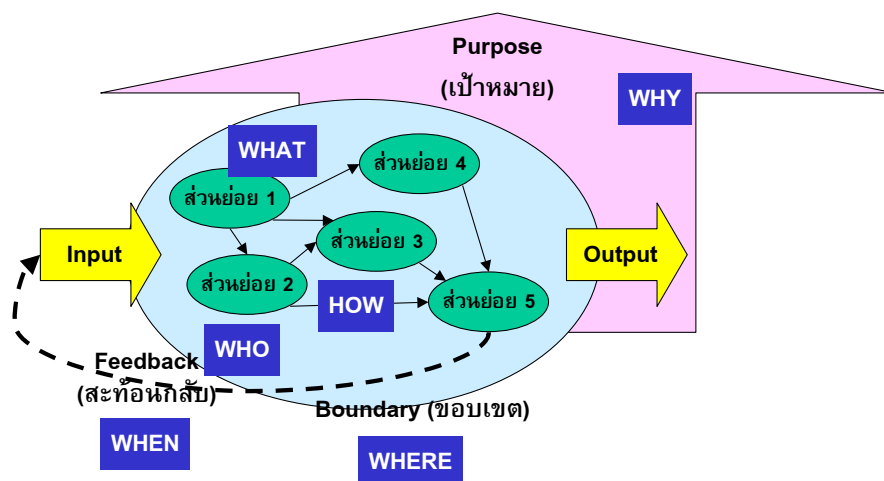 Purpose
(เป้าหมาย)
WHY
WHAT
ส่วนย่อย 4
ส่วนย่อย 1
ส่วนย่อย 3
Input
Output
ส่วนย่อย 2
ส่วนย่อย 5
HOW
WHO
Feedback
(สะท้อนกลับ)
Boundary (ขอบเขต)
WHEN
WHERE